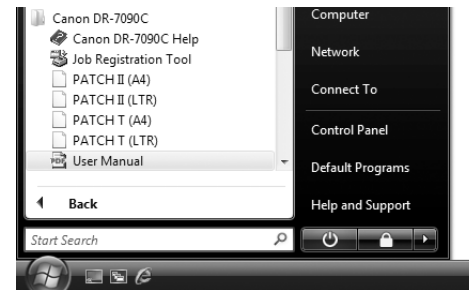 Canon DR-7090C
Canon DR-7090C Help
Job Registration Tool
PATCH II (A4)
PATCH II (LTR)
PATCH T (A4)
PATCH T (LTR)
User Manual
Back
Start Search
Computer
Network
Connect To
Control Panel
Default Programs
Help and Support